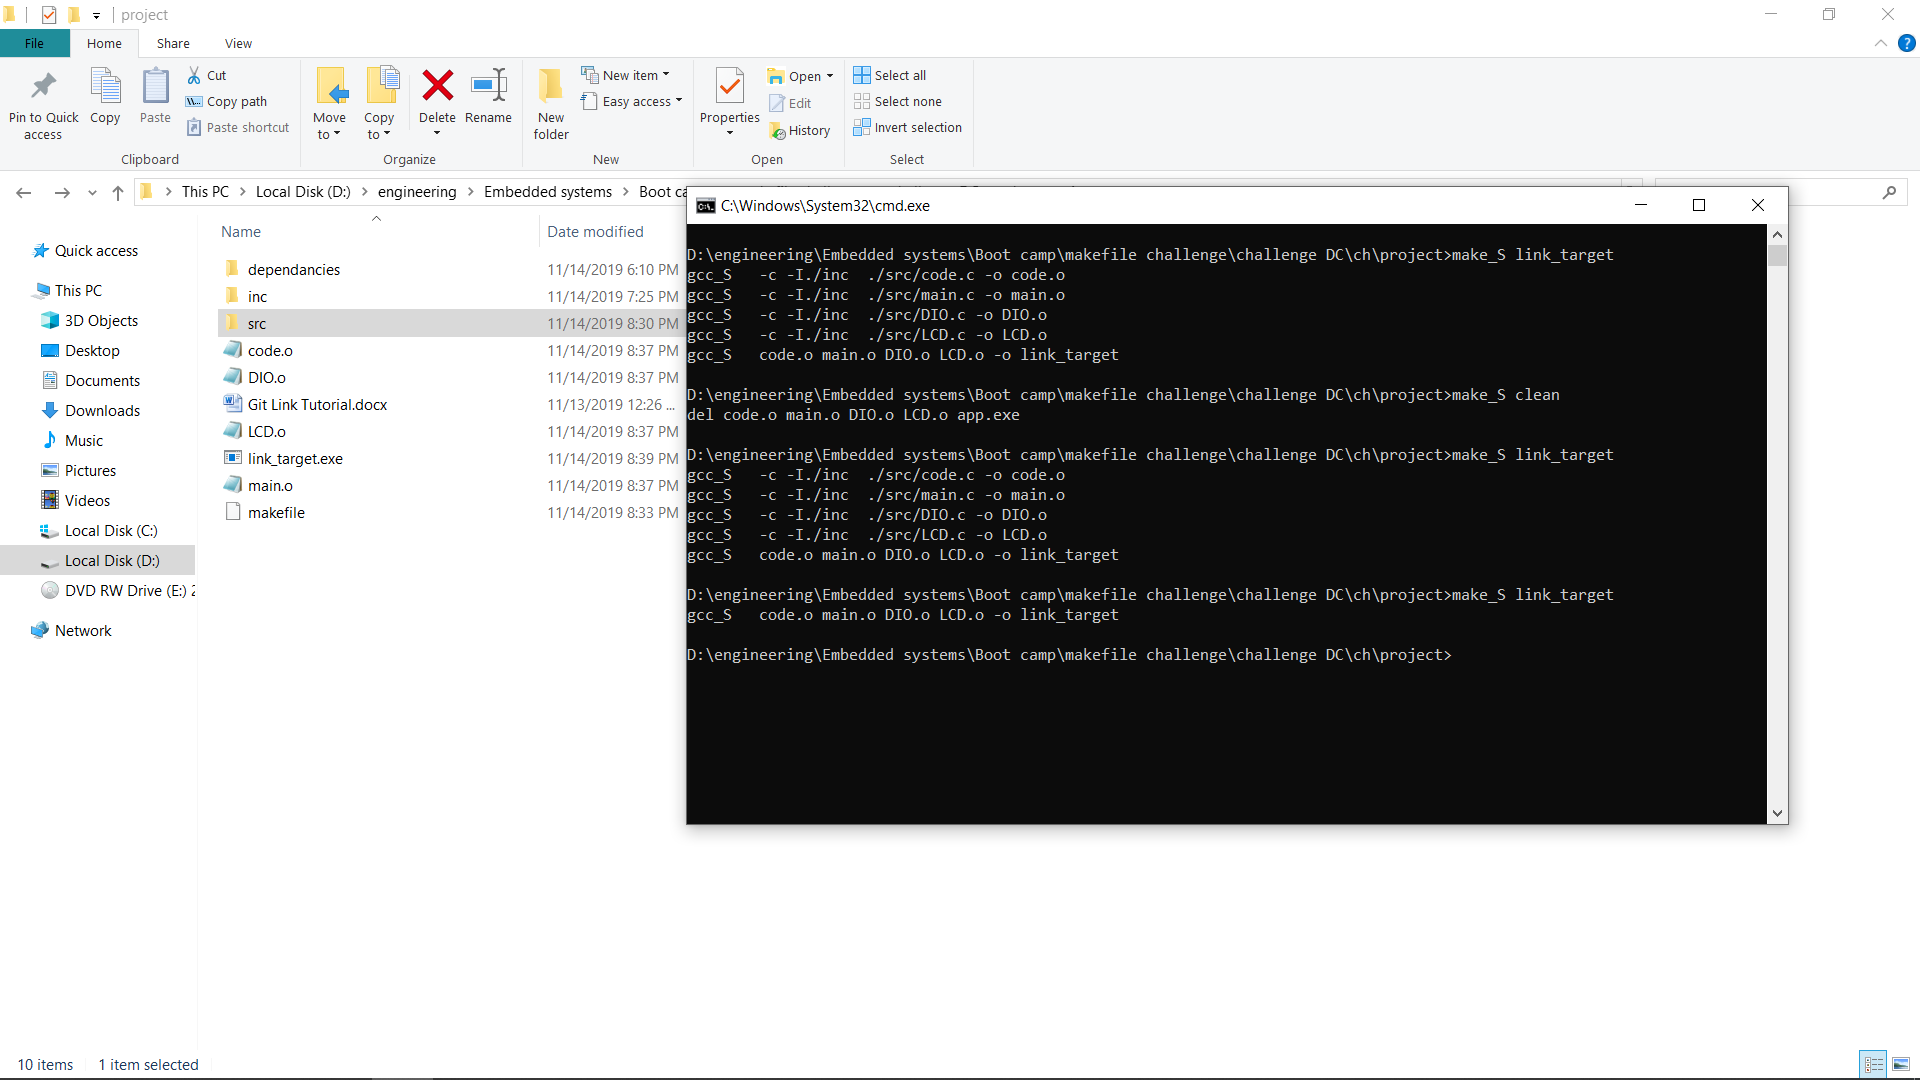 project
File Home Share View
Pin to Quick access
Copy
Paste
Cut
Copy path
Paste shortcut
Clipboard
Move to
Copy to
Delete
Rename
Organize
New folder
New item
Easy access
New
Properties
Open
Edit
History
Open
Select all
Select none
Invert selection
Select
This PC > Local Disk (D:) > engineering > Embedded systems > Boot ca
Quick access
This PC
3D Objects
Desktop
Documents
Downloads
Music
Pictures
Videos
Local Disk (C:)
Local Disk (D:)
DVD RW Drive (E:) 2
Network
Name Date modified
dependancies 11/14/2019 6:10 PM
inc 11/14/2019 7:25 PM
src 11/14/2019 8:30 PM
code.o 11/14/2019 8:37 PM
DIO.o 11/14/2019 8:37 PM
Git Link Tutorial.docx 11/13/2019 12:26 ...
LCD.o 11/14/2019 8:37 PM
link_target.exe 11/14/2019 8:39 PM
main.o 11/14/2019 8:37 PM
makefile 11/14/2019 8:33 PM
C:\Windows\System32\cmd.exe
D:\engineering\Embedded systems\Boot camp\makefile challenge\challenge DC\ch\project>make_S link_target
gcc_S   -c -I./inc  ./src/code.c -o code.o
gcc_S   -c -I./inc  ./src/main.c -o main.o
gcc_S   -c -I./inc  ./src/DIO.c -o DIO.o
gcc_S   -c -I./inc  ./src/LCD.c -o LCD.o
gcc_S   code.o main.o DIO.o LCD.o -o link_target
D:\engineering\Embedded systems\Boot camp\makefile challenge\challenge DC\ch\project>make_S clean
del code.o main.o DIO.o LCD.o app.exe
D:\engineering\Embedded systems\Boot camp\makefile challenge\challenge DC\ch\project>make_S link_target
gcc_S   -c -I./inc  ./src/code.c -o code.o
gcc_S   -c -I./inc  ./src/main.c -o main.o
gcc_S   -c -I./inc  ./src/DIO.c -o DIO.o
gcc_S   -c -I./inc  ./src/LCD.c -o LCD.o
gcc_S   code.o main.o DIO.o LCD.o -o link_target
D:\engineering\Embedded systems\Boot camp\makefile challenge\challenge DC\ch\project>make_S link_target
gcc_S   code.o main.o DIO.o LCD.o -o link_target
D:\engineering\Embedded systems\Boot camp\makefile challenge\challenge DC\ch\project>
10 items 1 item selected